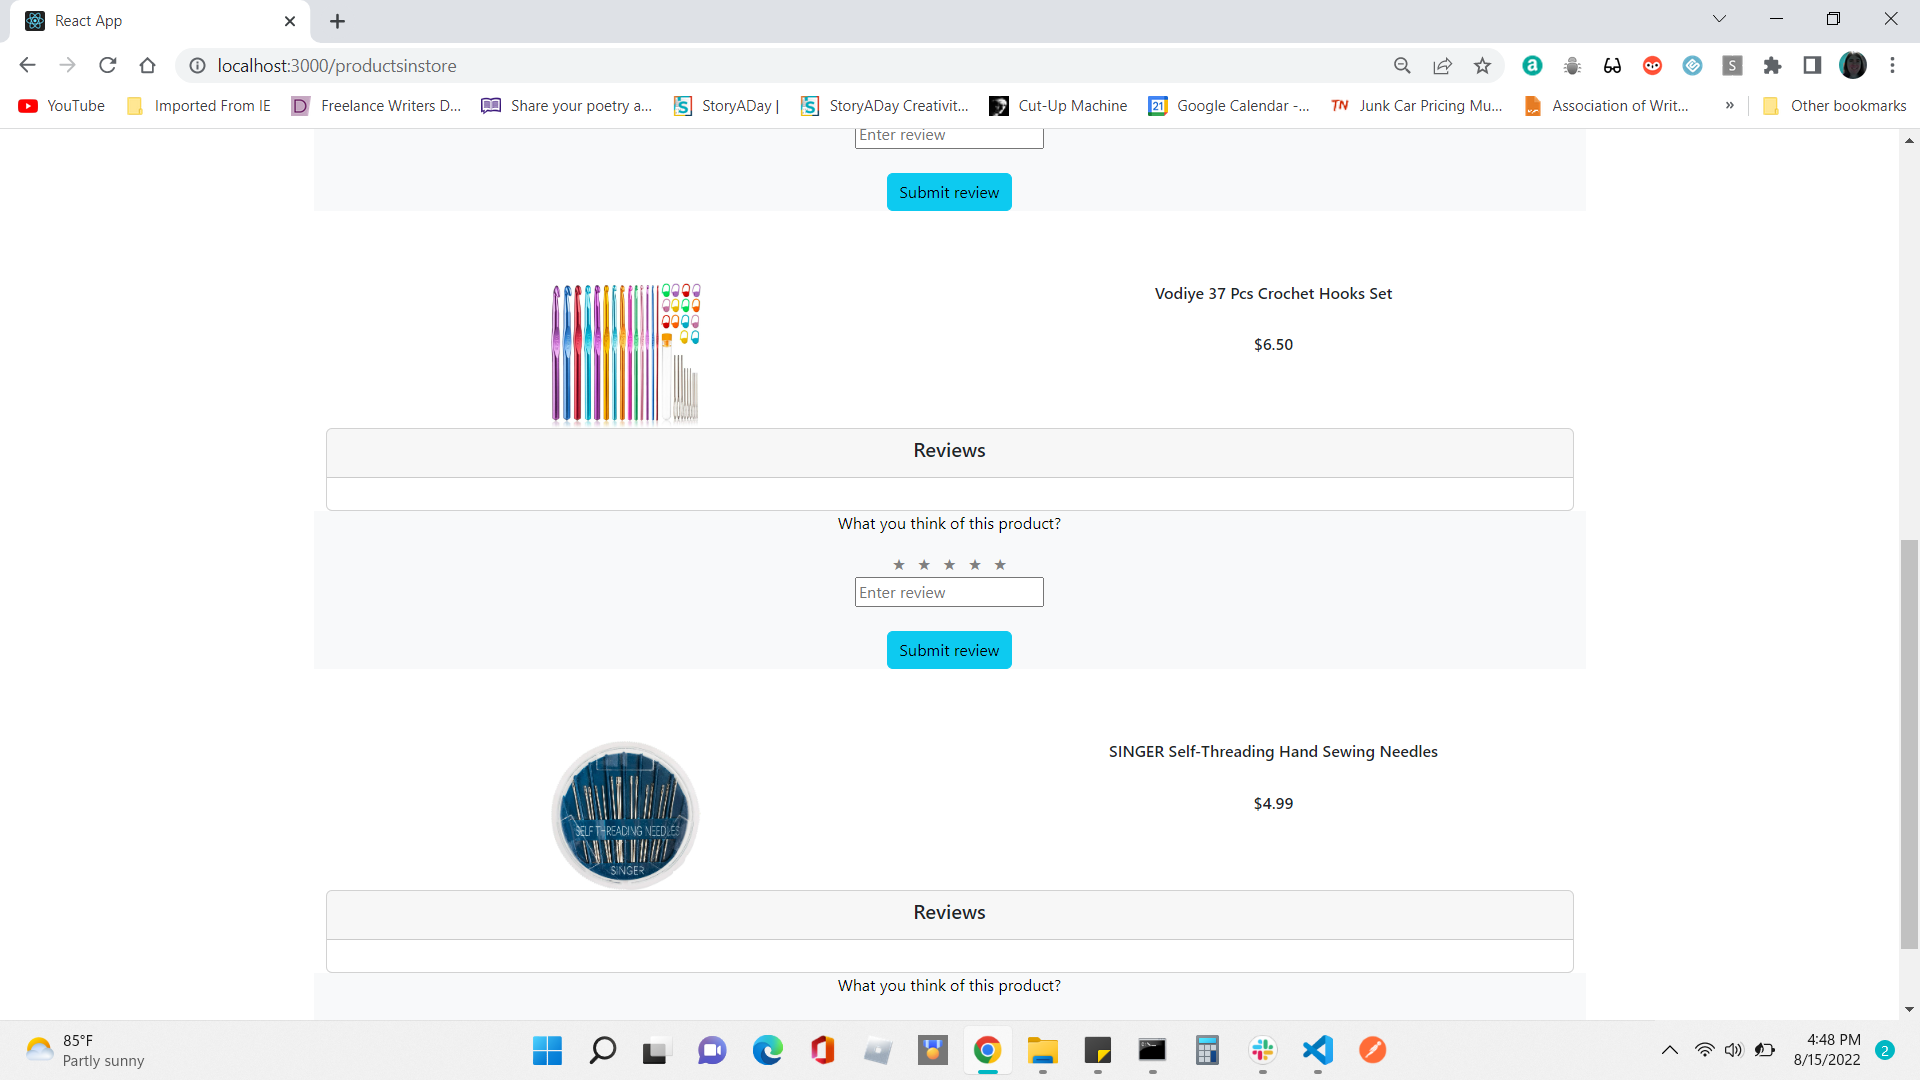 React App
localhost:3000/productsinstore
a
S
YouTube
Imported From IE
D
Freelance Writers D...
Share your poetry a...
S
StoryADay |
S
StoryADay Creativit...
Cut-Up Machine
21
Google Calendar -...
TN
Junk Car Pricing Mu...
Association of Writ...
»
Other bookmarks
Enter review
Submit review
Vodiye 37 Pcs Crochet Hooks Set
$6.50
Reviews
What you think of this product?
Enter review
Submit review
SINGER Self-Threading Hand Sewing Needles
$4.99
SELF THREADING NEEDLES
SINGER
Reviews
What you think of this product?
85°F
Partly sunny
4:48 PM
8/15/2022
2